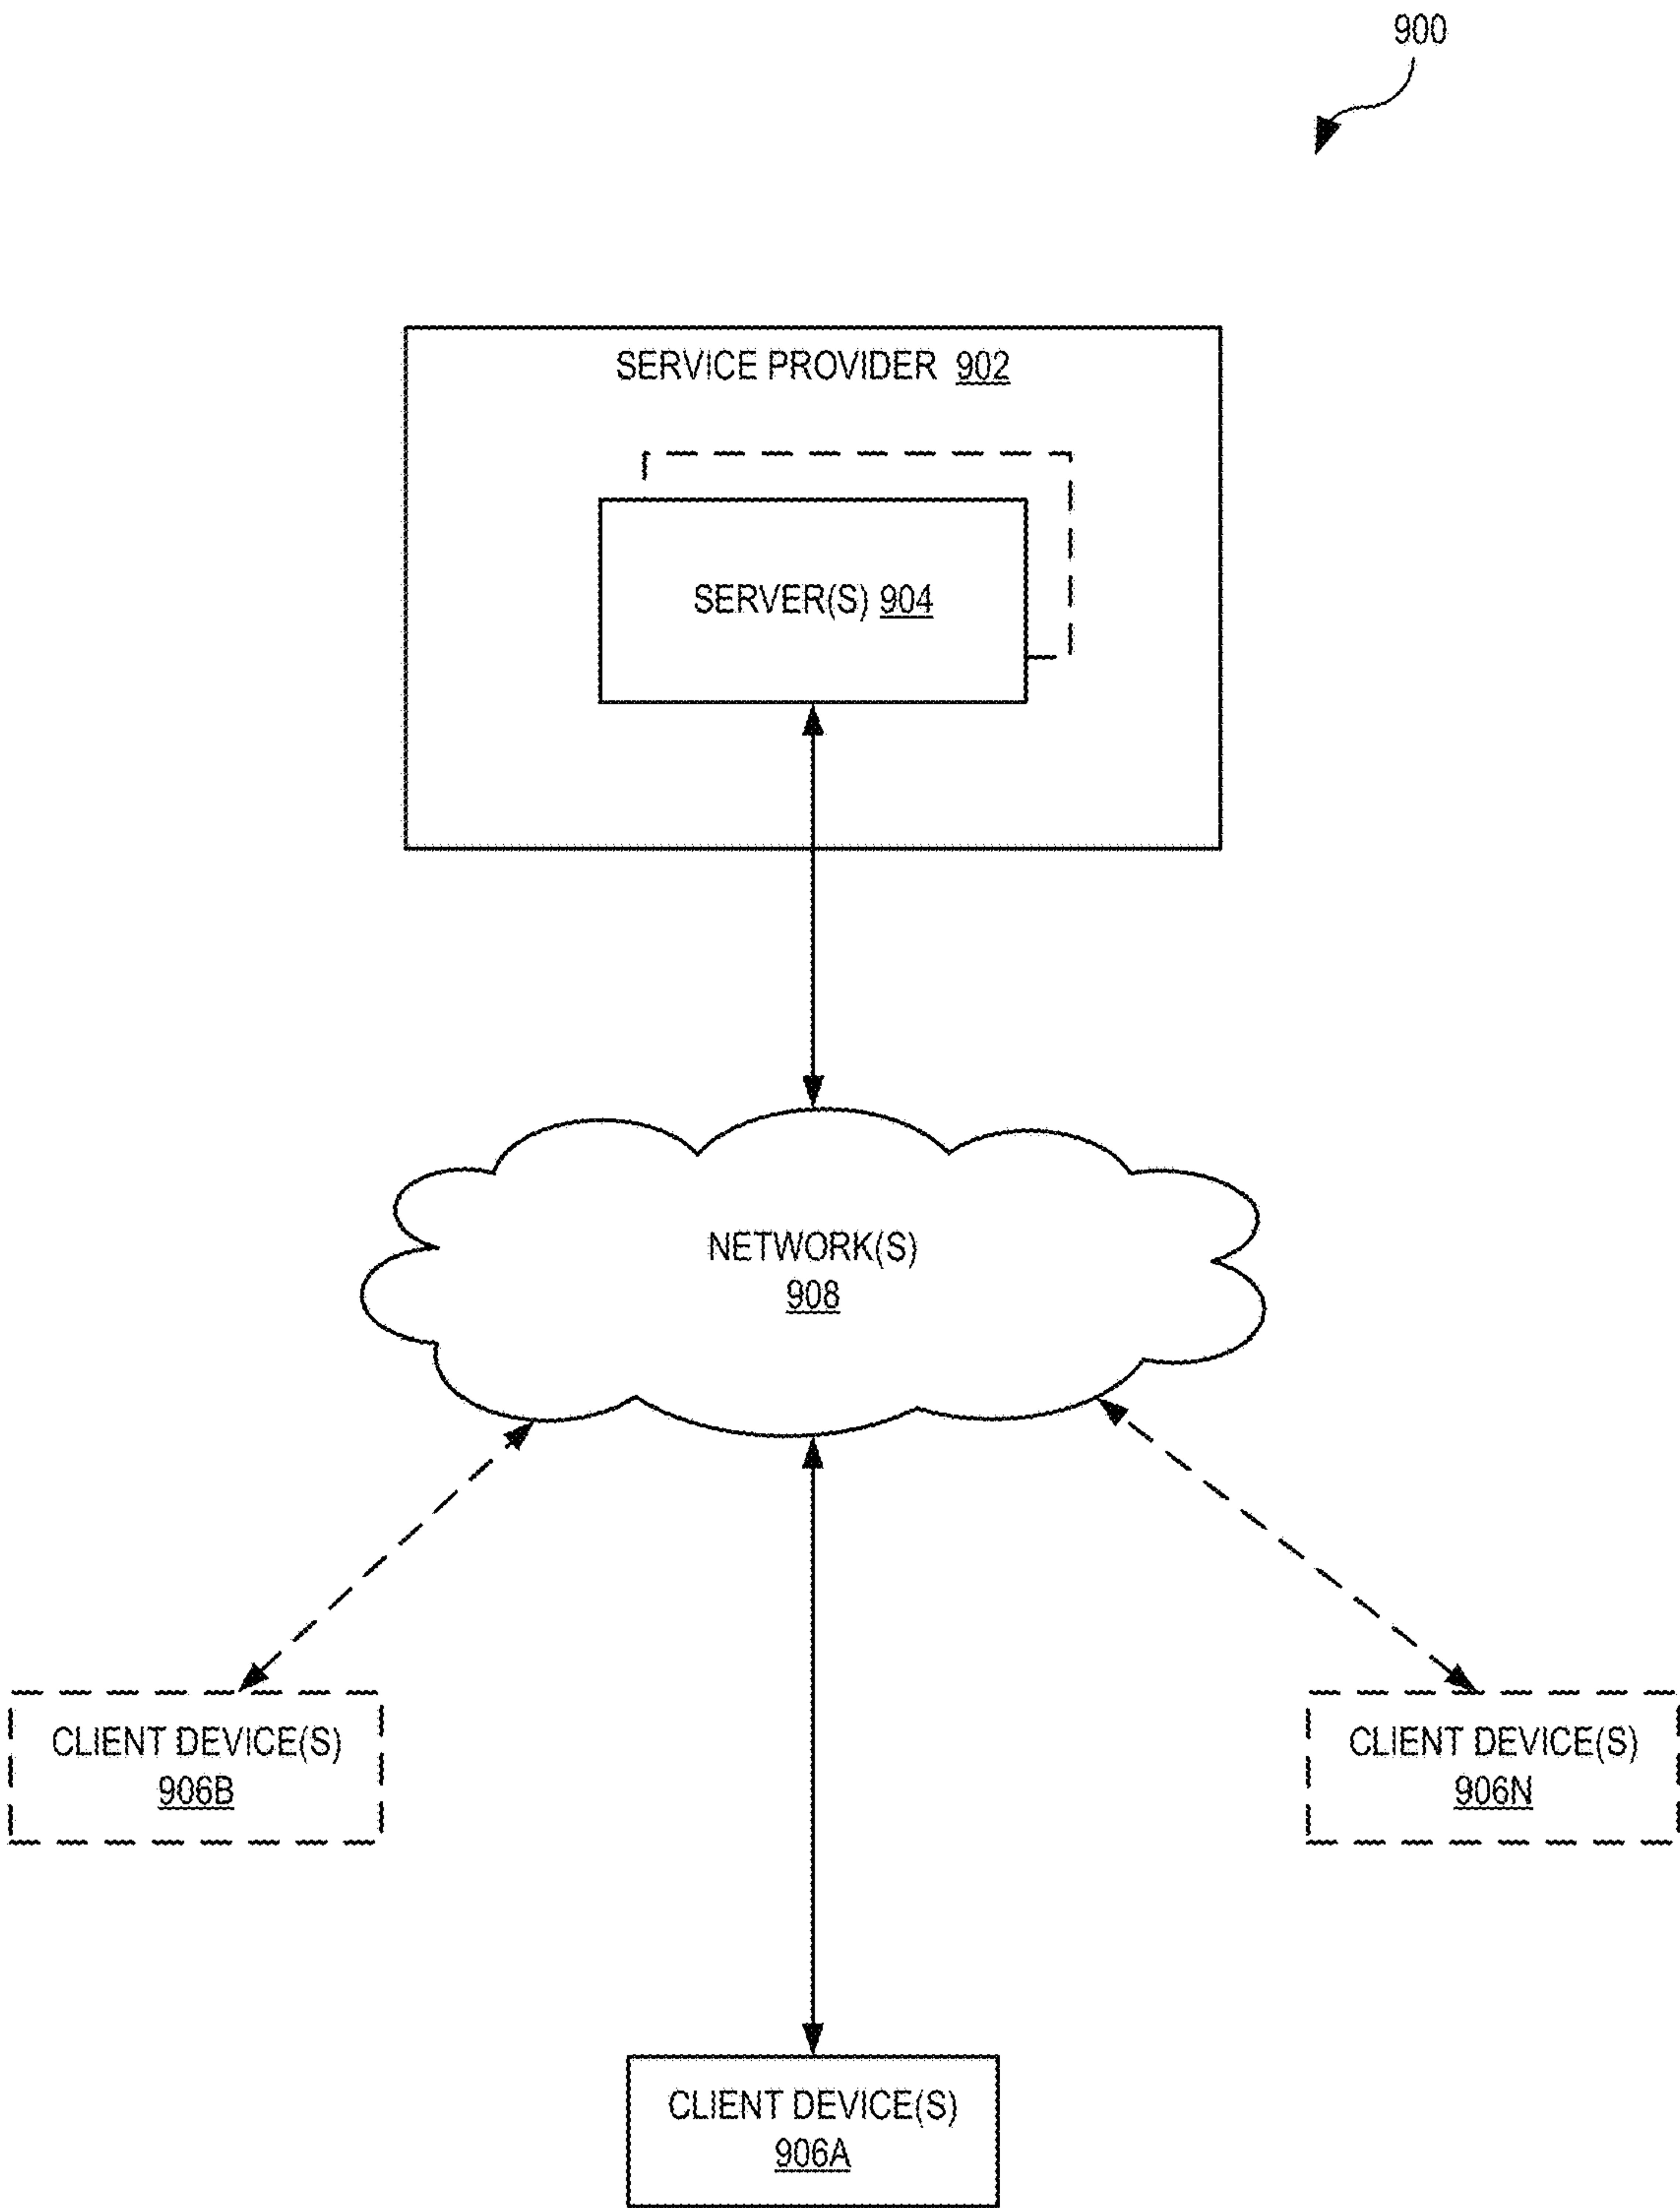 900
SERVICE PROVIDER 902
SERVER(S) 904
NETWORK(S)
908
CLIENT DEVICE(S)
906B
CLIENT DEVICE(S)
906N
CLIENT DEVICE(S)
906A